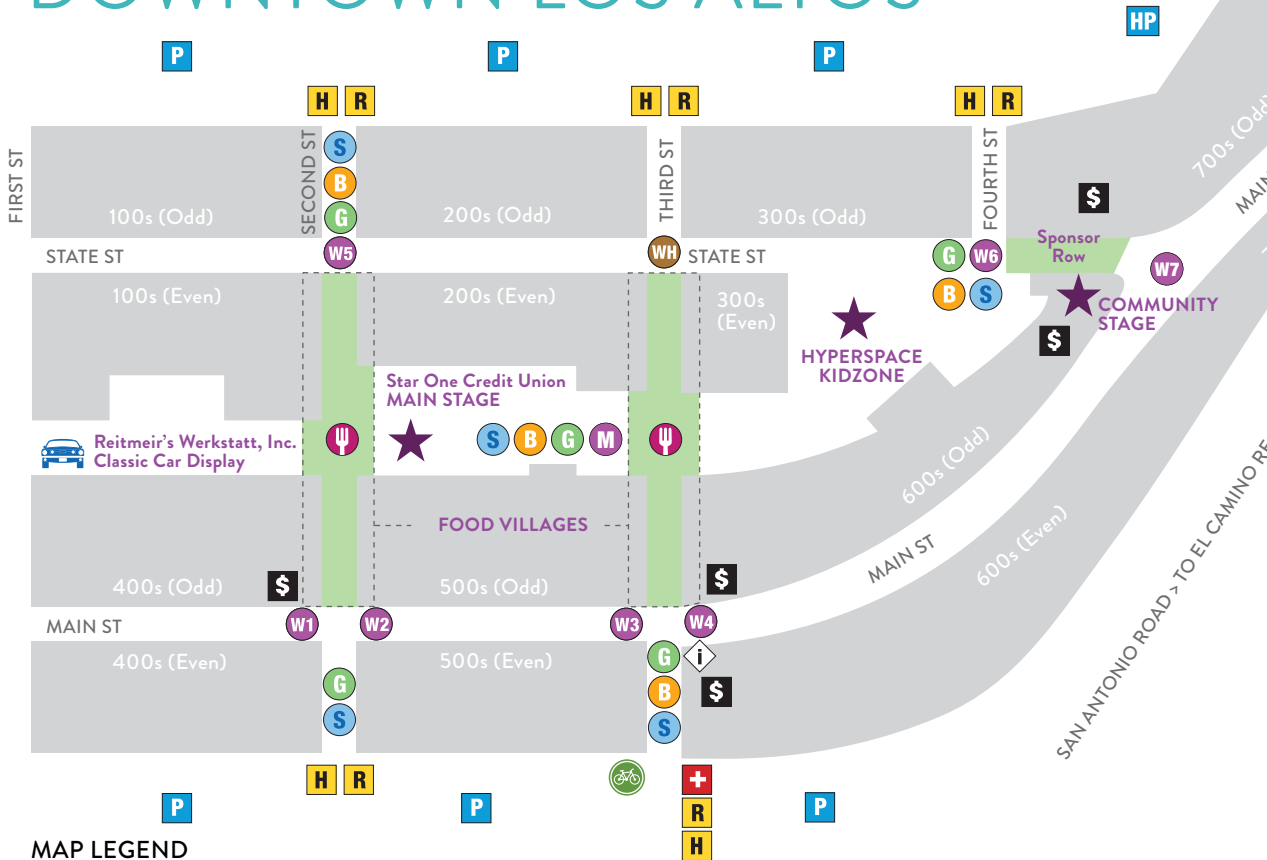 DOWNTOWN LOS ALTOS
HP
P
P
P
H R
H R
H R
FIRST ST
SECOND ST
THIRD ST
FOURTH ST
S
B
G
W5
100s (Odd)
200s (Odd)
300s (Odd)
700s (Odd)
MAIN
$
STATE ST
WH
STATE ST
G W6
B S
Sponsor
Row
W7
100s (Even)
200s (Even)
300s
(Even)
COMMUNITY
STAGE
$
HYPERSPACE
KIDZONE
Star One Credit Union
MAIN STAGE
S B G M
Reitmeir's Werkstatt, Inc.
Classic Car Display
600s (Odd)
FOOD VILLAGES
MAIN ST
600s (Even)
SAN ANTONIO ROAD > TO EL CAMINO RE
400s (Odd)
$
500s (Odd)
$
MAIN ST
W1
W2
W3
W4
400s (Even)
500s (Even)
G
S
G
i
B
$
S
H R
+
R
H
P
P
P
MAP LEGEND